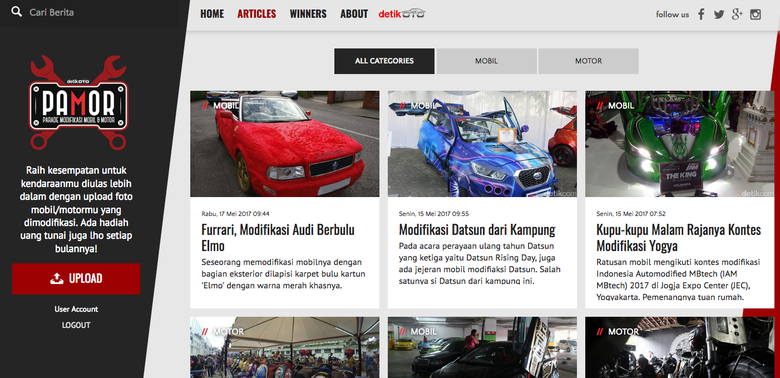 Cari Berita
HOME ARTICLES WINNERS ABOUT detikOTO
follow us
detikOTO
PAMOR
PARADE MODIFIKASI MOBIL & MOTOR
Raih kesempatan untuk
kendaraanmu diulas lebih
dalam dengan upload foto
mobil/motormu yang
dimodifikasi. Ada hadiah
uang tunai juga lho setiap
bulannya!
UPLOAD
User Account
LOGOUT
ALL CATEGORIES MOBIL MOTOR
// MOBIL
Rabu, 17 Mei 2017 09:44
Furrari, Modifikasi Audi Berbulu
Elmo
Seseorang memodifikasi mobilnya dengan
bagian eksterior dilapisi karpet bulu kartun
'Elmo' dengan warna merah khasnya.
// MOBIL
detikcom
Senin, 15 Mei 2017 09:55
Modifikasi Datsun dari Kampung
Pada acara perayaan ulang tahun Datsun
yang ketiga yaitu Datsun Rising Day, juga
ada jejeran mobil modifiaksi Datsun. Salah
satunya si Datsun dari kampung ini.
// MOBIL
THE KING
detikcom
Senin, 15 Mei 2017 07:52
Kupu-kupu Malam Rajanya Kontes
Modifikasi Yogya
Ratusan mobil mengikuti kontes modifikasi
Indonesia Automodified MBtech (IAM
MBtech) 2017 di Jogja Expo Center (JEC),
Yogyakarta. Pemenangnya tuan rumah.
// MOTOR
// MOBIL
// MOTOR